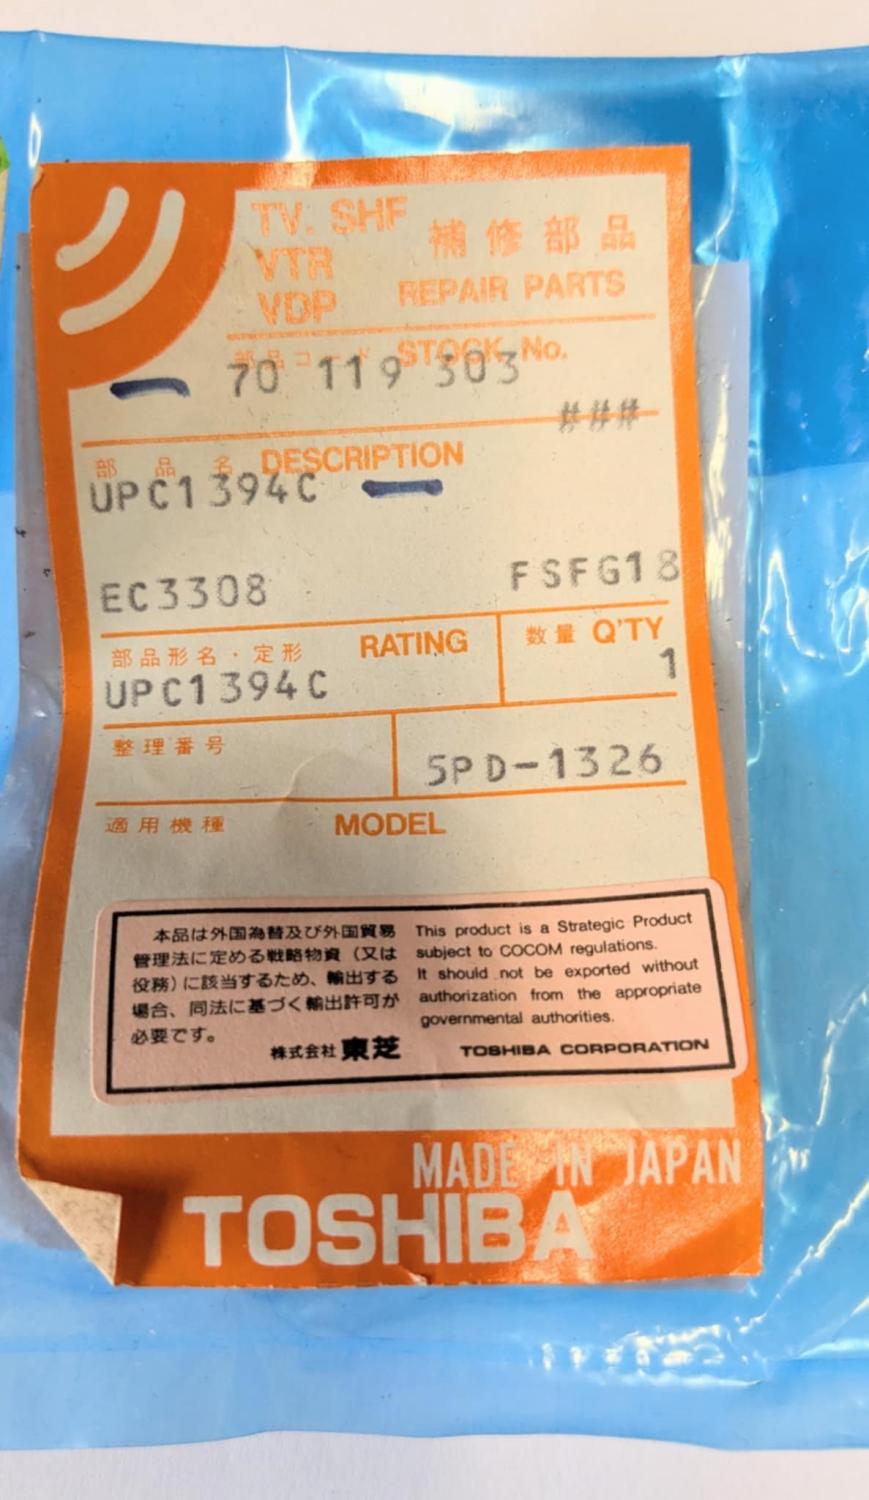 TV. SHF
VTR
VDP
補修部品
REPAIR PARTS
部品コード STOCK No.
70 119 303
###
部品名 DESCRIPTION
UPC1394C
EC3308 FSFG18
部品形名・定形 RATING 数量 Q'TY
UPC1394C 1
整理番号 5PD-1326
適用機種 MODEL
本品は外国為替及び外国貿易
管理法に定める戦略物資（又は
役務）に該当するため、輸出する
場合、同法に基づく輸出許可が
必要です。
株式会社 東芝
This product is a Strategic Product
subject to COCOM regulations.
It should not be exported without
authorization from the appropriate
governmental authorities.
TOSHIBA CORPORATION
MADE IN JAPAN
TOSHIBA